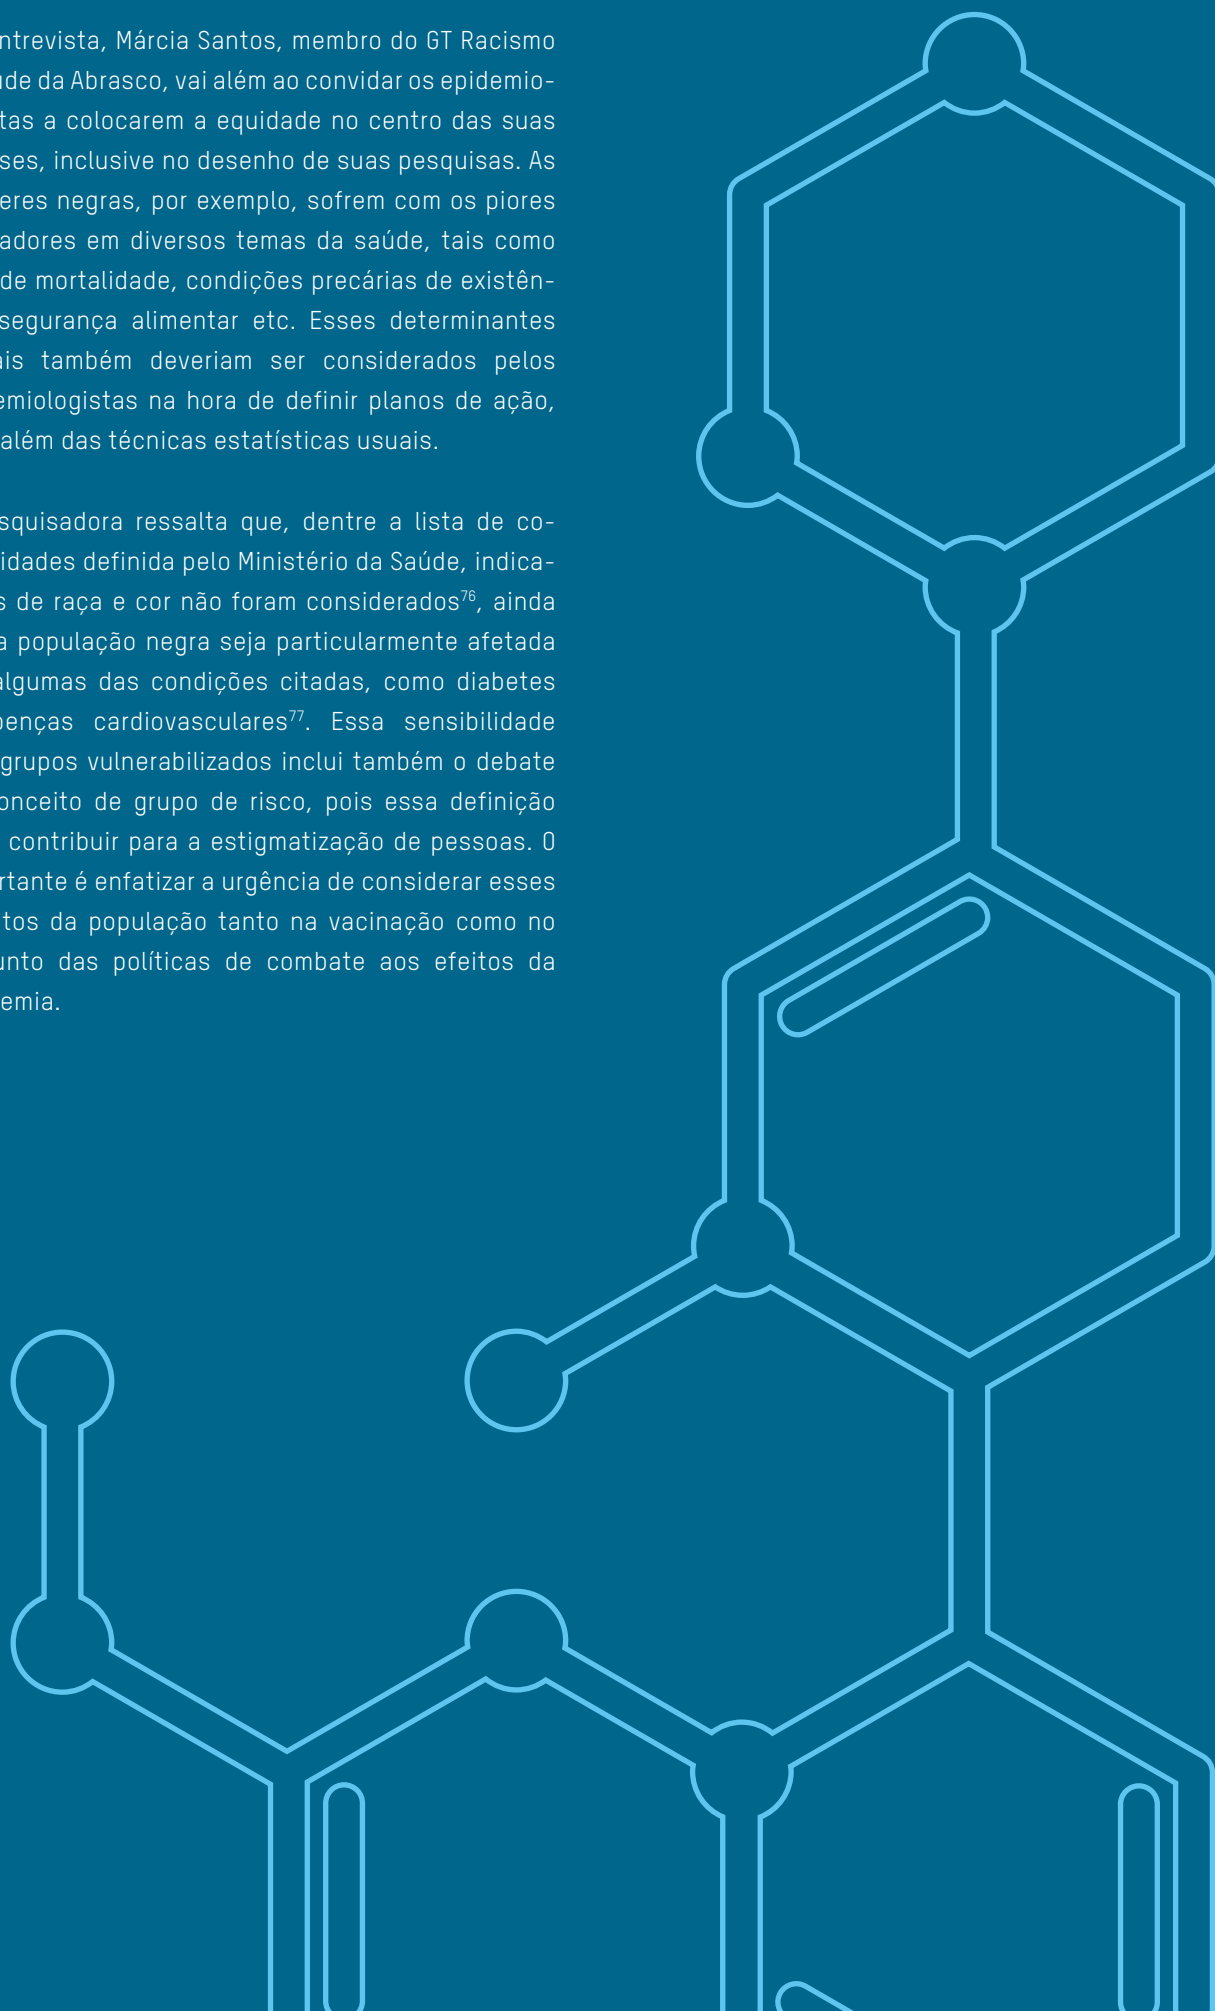 ntrevista, Márcia Santos, membro do GT Racismo
de da Abrasco, vai além ao convidar os epidemio-
tas a colocarem a equidade no centro das suas
ses, inclusive no desenho de suas pesquisas. As
eres negras, por exemplo, sofrem com os piores
adores em diversos temas da saúde, tais como
de mortalidade, condições precárias de existên-
segurança alimentar etc. Esses determinantes
ais também deveriam ser considerados pelos
emiologistas na hora de definir planos de ação,
além das técnicas estatísticas usuais.
squisadora ressalta que, dentre a lista de co-
idades definida pelo Ministério da Saúde, indica-
s de raça e cor não foram considerados76, ainda
a população negra seja particularmente afetada
algumas das condições citadas, como diabetes
oenças cardiovasculares77. Essa sensibilidade
grupos vulnerabilizados inclui também o debate
onceito de grupo de risco, pois essa definição
contribuir para a estigmatização de pessoas. O
rtante é enfatizar a urgência de considerar esses
tos da população tanto na vacinação como no
unto das políticas de combate aos efeitos da
emia.